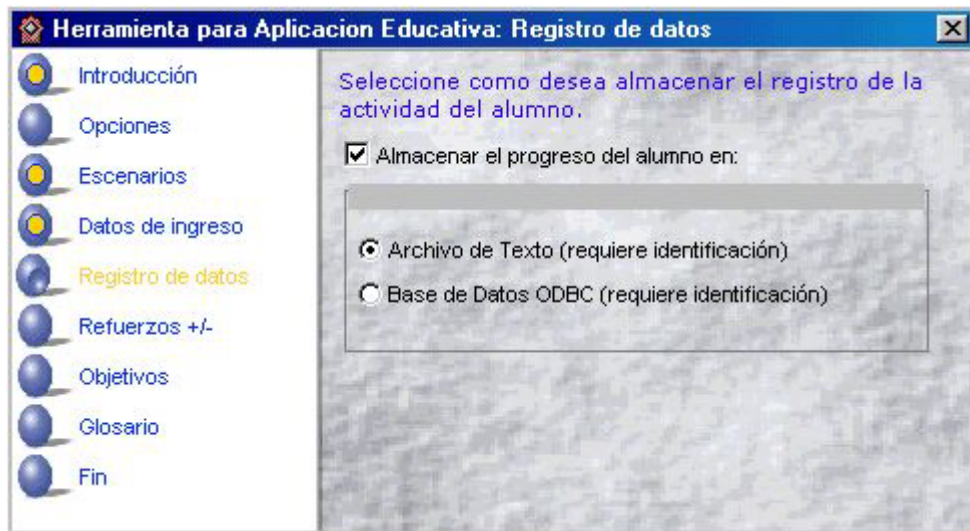 Herramienta para Aplicacion Educativa: Registro de datos
Introducción
Opciones
Escenarios
Datos de ingreso
Registro de datos
Refuerzos +/-
Objetivos
Glosario
Fin
Seleccione como desea almacenar el registro de la
actividad del alumno.
Almacenar el progreso del alumno en:
Archivo de Texto (requiere identificación)
Base de Datos ODBC (requiere identificación)